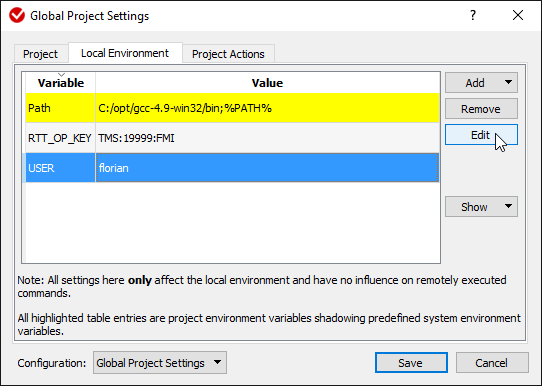 Global Project Settings
Project Local Environment Project Actions
Variable Value
Path C:/opt/gcc-4.9-win32/bin;%PATH%
RTT_OP_KEY TMS:19999:FMI
USER florian
Add
Remove
Edit
Show
Note: All settings here only affect the local environment and have no influence on remotely executed
commands.
All highlighted table entries are project environment variables shadowing predefined system environment
variables.
Configuration: Global Project Settings Save Cancel